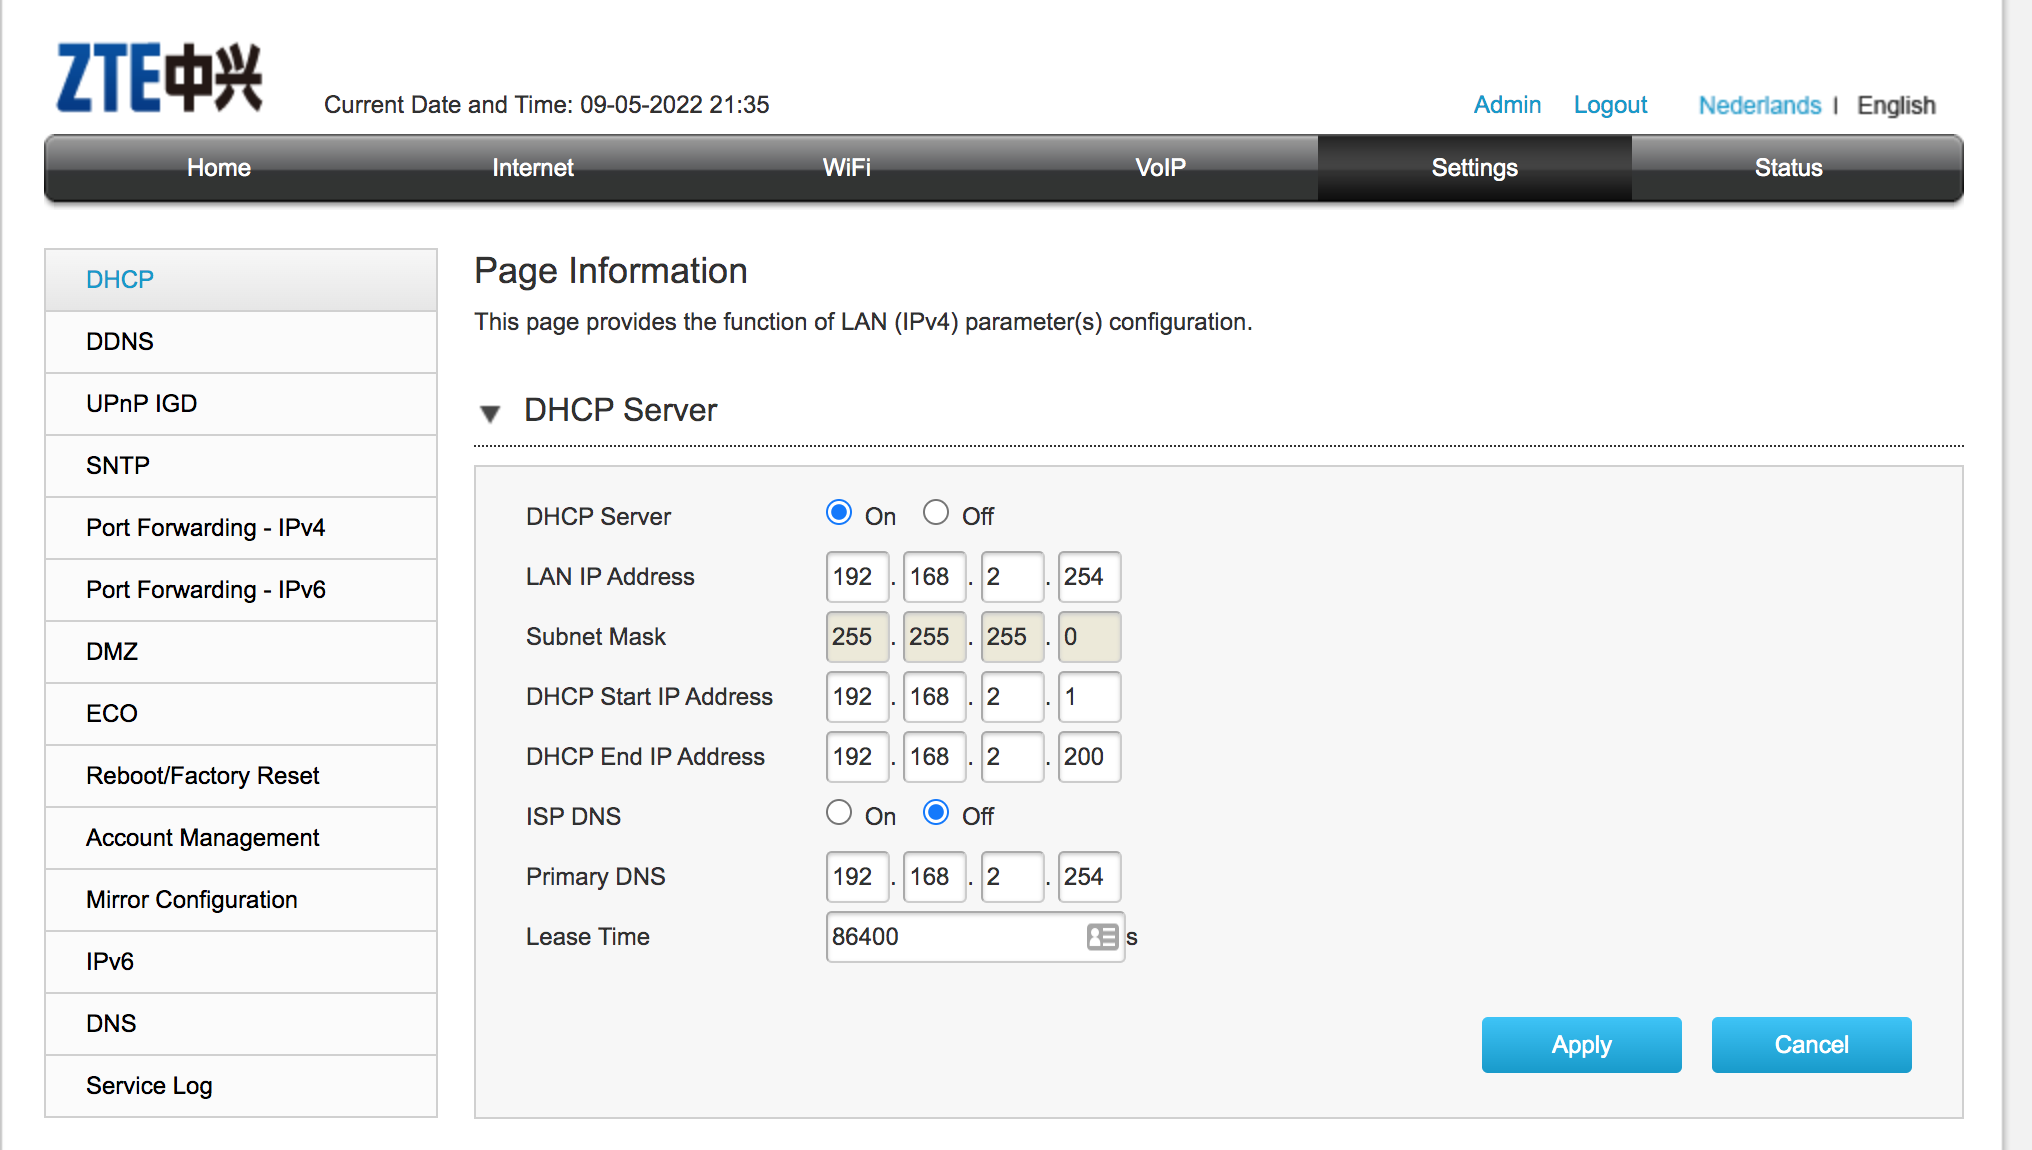 ZTE中兴
Current Date and Time: 09-05-2022 21:35
Admin Logout Nederlands | English
Home Internet WiFi VoIP Settings Status
DHCP
DDNS
UPnP IGD
SNTP
Port Forwarding - IPv4
Port Forwarding - IPv6
DMZ
ECO
Reboot/Factory Reset
Account Management
Mirror Configuration
IPv6
DNS
Service Log
Page Information
This page provides the function of LAN (IPv4) parameter(s) configuration.
DHCP Server
DHCP Server On Off
LAN IP Address 192 . 168 . 2 . 254
Subnet Mask 255 . 255 . 255 . 0
DHCP Start IP Address 192 . 168 . 2 . 1
DHCP End IP Address 192 . 168 . 2 . 200
ISP DNS On Off
Primary DNS 192 . 168 . 2 . 254
Lease Time 86400 s
Apply Cancel